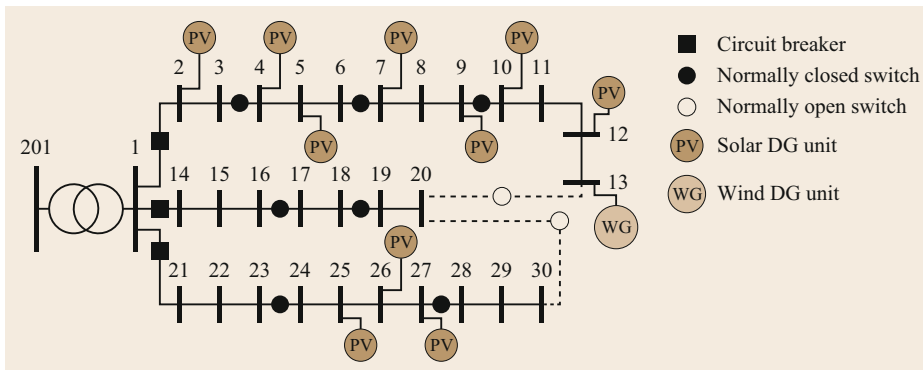 PV PV PV PV
2 3 4 5 6 7 8 9 10 11
PV
12
PV PV
201 1
14 15 16 17 18 19 20
13
WG
PV
21 22 23 24 25 26 27 28 29 30
PV PV
Circuit breaker
Normally closed switch
Normally open switch
PV Solar DG unit
WG Wind DG unit